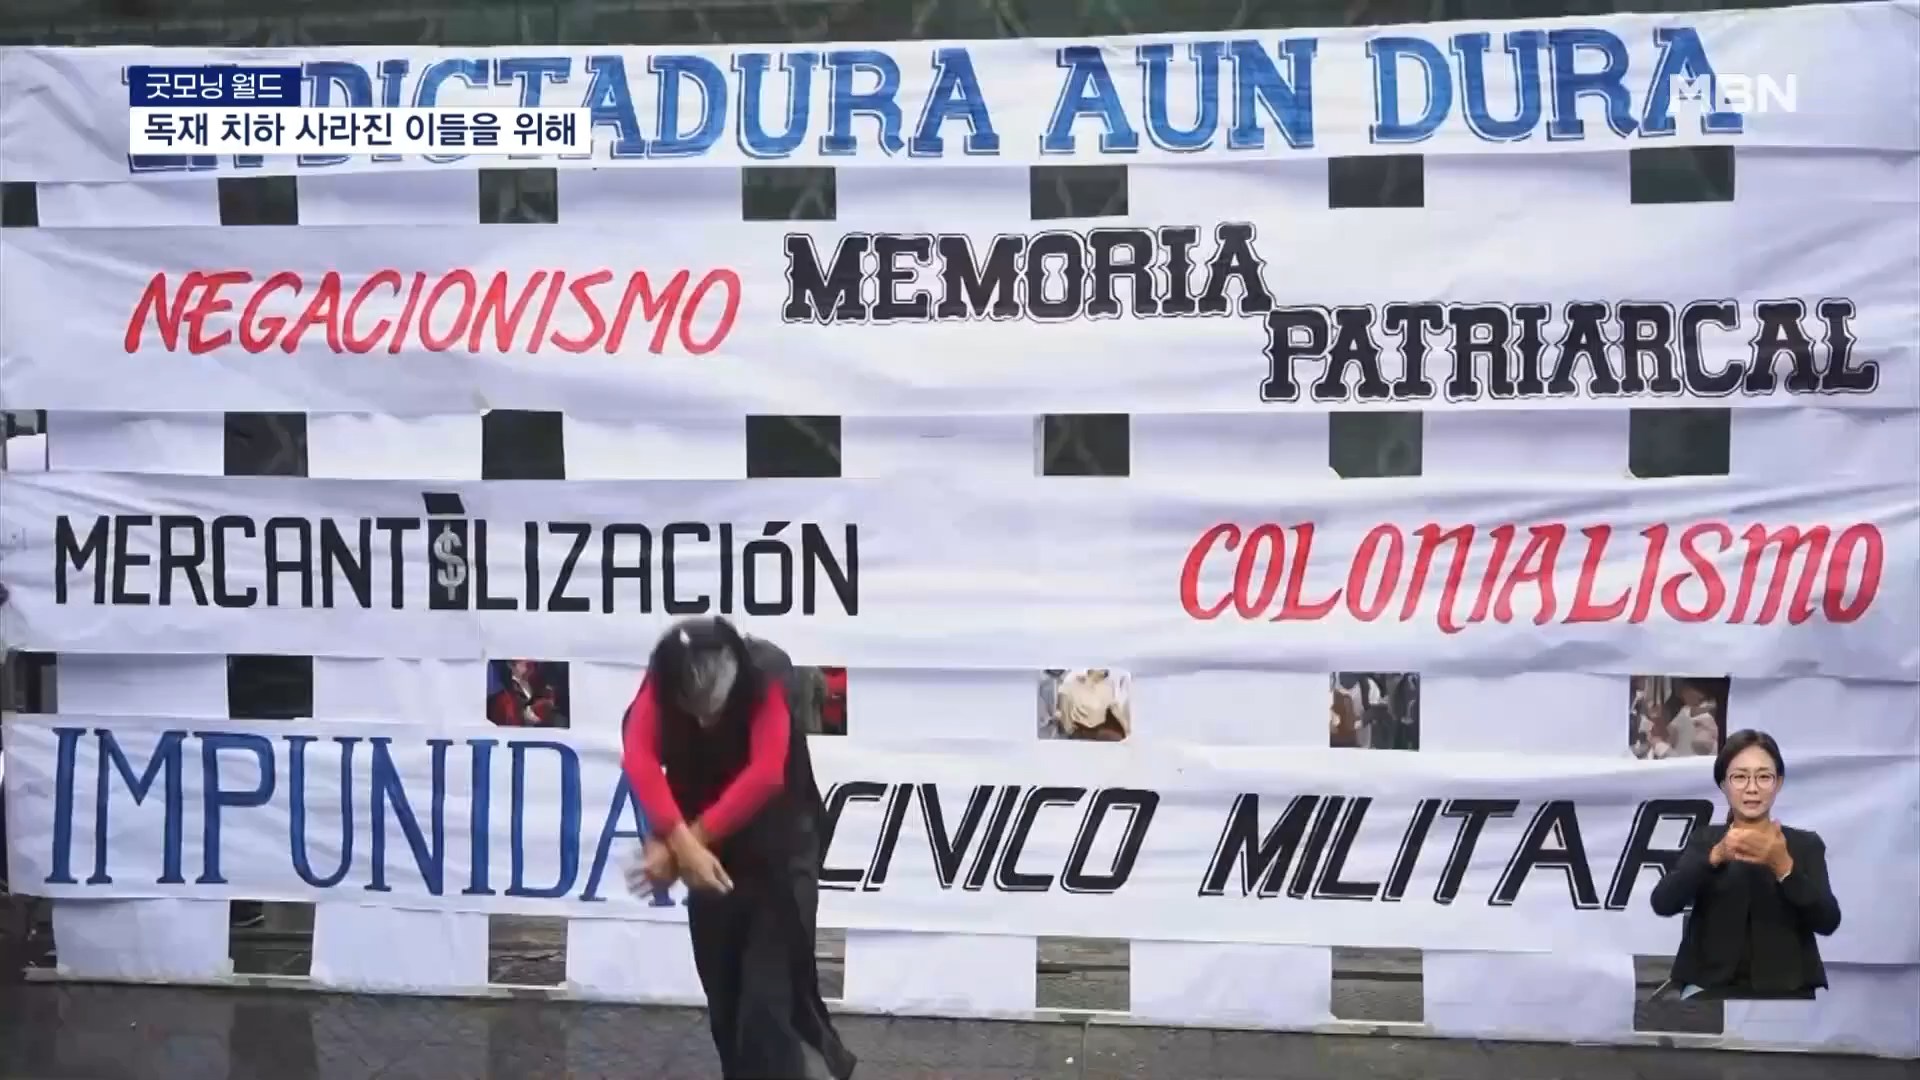 굿모닝 월드
독재 치하 사라진 이들을 위해
MBN
DICTADURA AUN DURA
NEGACIONISMO
MEMORIA
PATRIARCAL
MERCANT$LIZACIÓN
COLONIALISMO
IMPUNIDA
CIVICO MILITAR